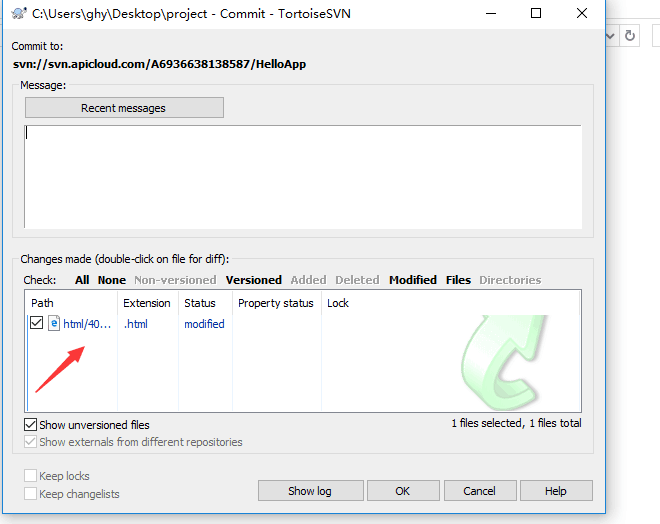 C:\Users\ghy\Desktop\project - Commit - TortoiseSVN
Commit to:
svn://svn.apicloud.com/A6936638138587/HelloApp
Message:
Recent messages
Changes made (double-click on file for diff):
Check: All None Non-versioned Versioned Added Deleted Modified Files Directories
Path Extension Status Property status Lock
html/40... .html modified
Show unversioned files 1 files selected, 1 files total
Show externals from different repositories
Keep locks
Keep changelists
Show log OK Cancel Help